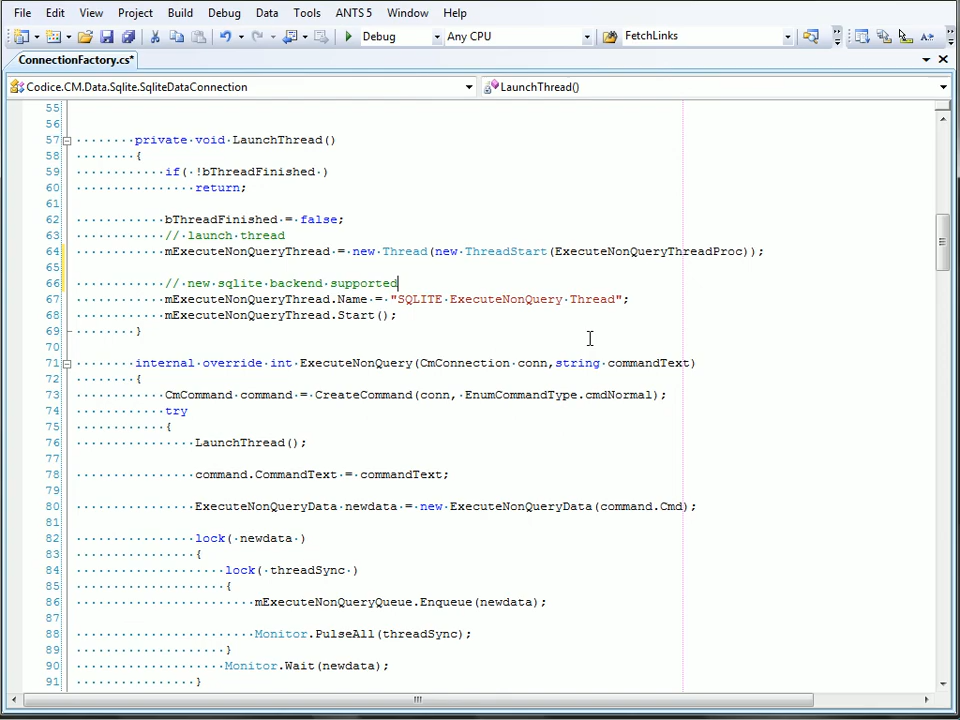 File Edit View Project Build Debug Data Tools ANTS 5 Window Help
Debug Any CPU FetchLinks
ConnectionFactory.cs*
Codice.CM.Data.Sqlite.SqliteDataConnection LaunchThread()
55
56
57 private void LaunchThread()
58 {
59 if( !bThreadFinished )
60 return;
61
62 bThreadFinished = false;
63 // launch thread
64 mExecuteNonQueryThread = new Thread(new ThreadStart(ExecuteNonQueryThreadProc));
65
66 // new sqlite backend supported
67 mExecuteNonQueryThread.Name = "SQLITE ExecuteNonQuery Thread";
68 mExecuteNonQueryThread.Start();
69 }
70
71 internal override int ExecuteNonQuery(CmConnection conn,string commandText)
72 {
73 CmCommand command = CreateCommand(conn, EnumCommandType.cmdNormal);
74 try
75 {
76 LaunchThread();
77
78 command.CommandText = commandText;
79
80 ExecuteNonQueryData newdata = new ExecuteNonQueryData(command.Cmd);
81
82 lock( newdata )
83 {
84 lock( threadSync )
85 {
86 mExecuteNonQueryQueue.Enqueue(newdata);
87
88 Monitor.PulseAll(threadSync);
89 }
90 Monitor.Wait(newdata);
91 }